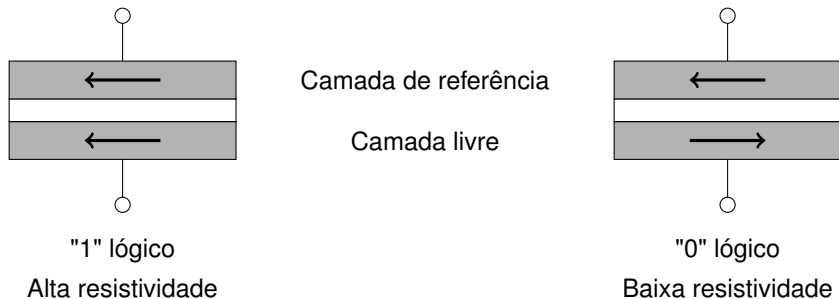 Camada de referência
Camada livre
"1" lógico
Alta resistividade
"0" lógico
Baixa resistividade